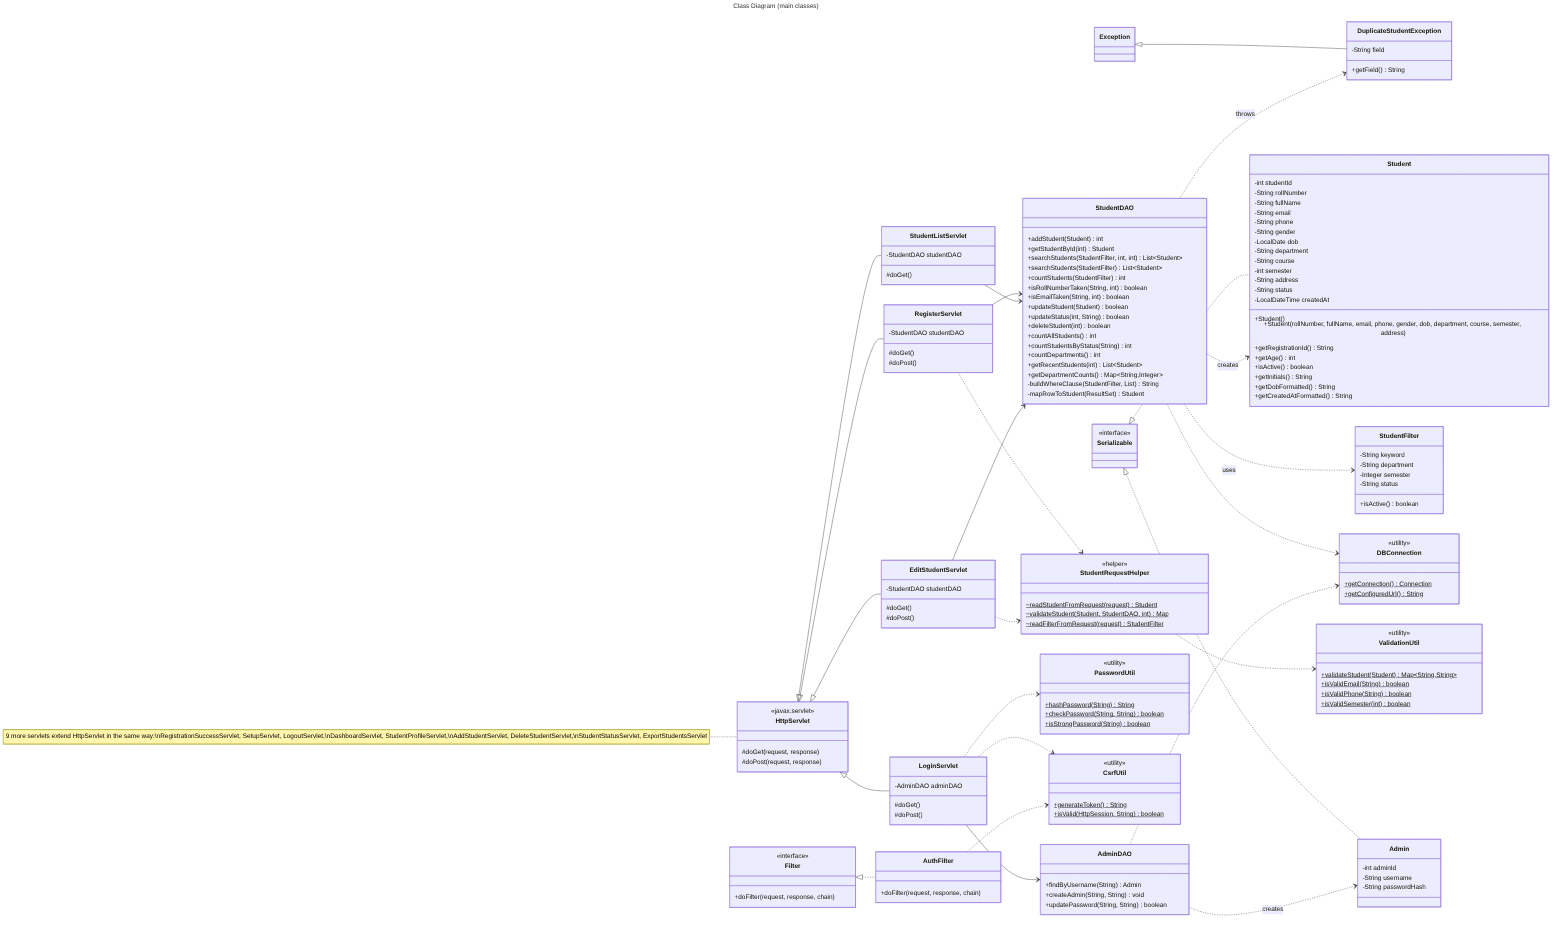 Class Diagram (main classes)
Exception
DuplicateStudentException
-String field
+getField() : String
throws
Student
-int studentId
-String rollNumber
-String fullName
-String email
-String phone
-String gender
-LocalDate dob
-String department
-String course
-int semester
-String address
-String status
-LocalDateTime createdAt
+Student()
+Student(rollNumber, fullName, email, phone, gender, dob, department, course, semester,
address)
+getRegistrationId() : String
+getAge() : int
+isActive() : boolean
+getInitials() : String
+getDobFormatted() : String
+getCreatedAtFormatted() : String
StudentDAO
+addStudent(Student) : int
+getStudentById(int) : Student
+searchStudents(StudentFilter, int, int) : List<Student>
+searchStudents(StudentFilter) : List<Student>
+countStudents(StudentFilter) : int
+isRollNumberTaken(String, int) : boolean
+isEmailTaken(String, int) : boolean
+updateStudent(Student) : boolean
+updateStatus(int, String) : boolean
+deleteStudent(int) : boolean
+countAllStudents() : int
+countStudentsByStatus(String) : int
+countDepartments() : int
+getRecentStudents(int) : List<Student>
+getDepartmentCounts() : Map<String,Integer>
-buildWhereClause(StudentFilter, List) : String
-mapRowToStudent(ResultSet) : Student
creates
StudentListServlet
-StudentDAO studentDAO
#doGet()
RegisterServlet
-StudentDAO studentDAO
#doGet()
#doPost()
«interface»
Serializable
StudentFilter
-String keyword
-String department
-Integer semester
-String status
+isActive() : boolean
uses
«utility»
DBConnection
+getConnection() : Connection
+getConfiguredUrl() : String
EditStudentServlet
-StudentDAO studentDAO
#doGet()
#doPost()
«helper»
StudentRequestHelper
~readStudentFromRequest(request) : Student
~validateStudent(Student, StudentDAO, int) : Map
~readFilterFromRequest(request) : StudentFilter
«utility»
ValidationUtil
+validateStudent(Student) : Map<String,String>
+isValidEmail(String) : boolean
+isValidPhone(String) : boolean
+isValidSemester(int) : boolean
«utility»
PasswordUtil
+hashPassword(String) : String
+checkPassword(String, String) : boolean
+isStrongPassword(String) : boolean
9 more servlets extend HttpServlet in the same way:\nRegistrationSuccessServlet, SetupServlet, LogoutServlet,\nDashboardServlet, StudentProfileServlet,\nAddStudentServlet, DeleteStudentServlet,\nStudentStatusServlet, ExportStudentsServlet
«javax.servlet»
HttpServlet
#doGet(request, response)
#doPost(request, response)
LoginServlet
-AdminDAO adminDAO
#doGet()
#doPost()
«utility»
CsrfUtil
+generateToken() : String
+isValid(HttpSession, String) : boolean
«interface»
Filter
+doFilter(request, response, chain)
AuthFilter
+doFilter(request, response, chain)
AdminDAO
+findByUsername(String) : Admin
+createAdmin(String, String) : void
+updatePassword(String, String) : boolean
creates
Admin
-int adminId
-String username
-String passwordHash